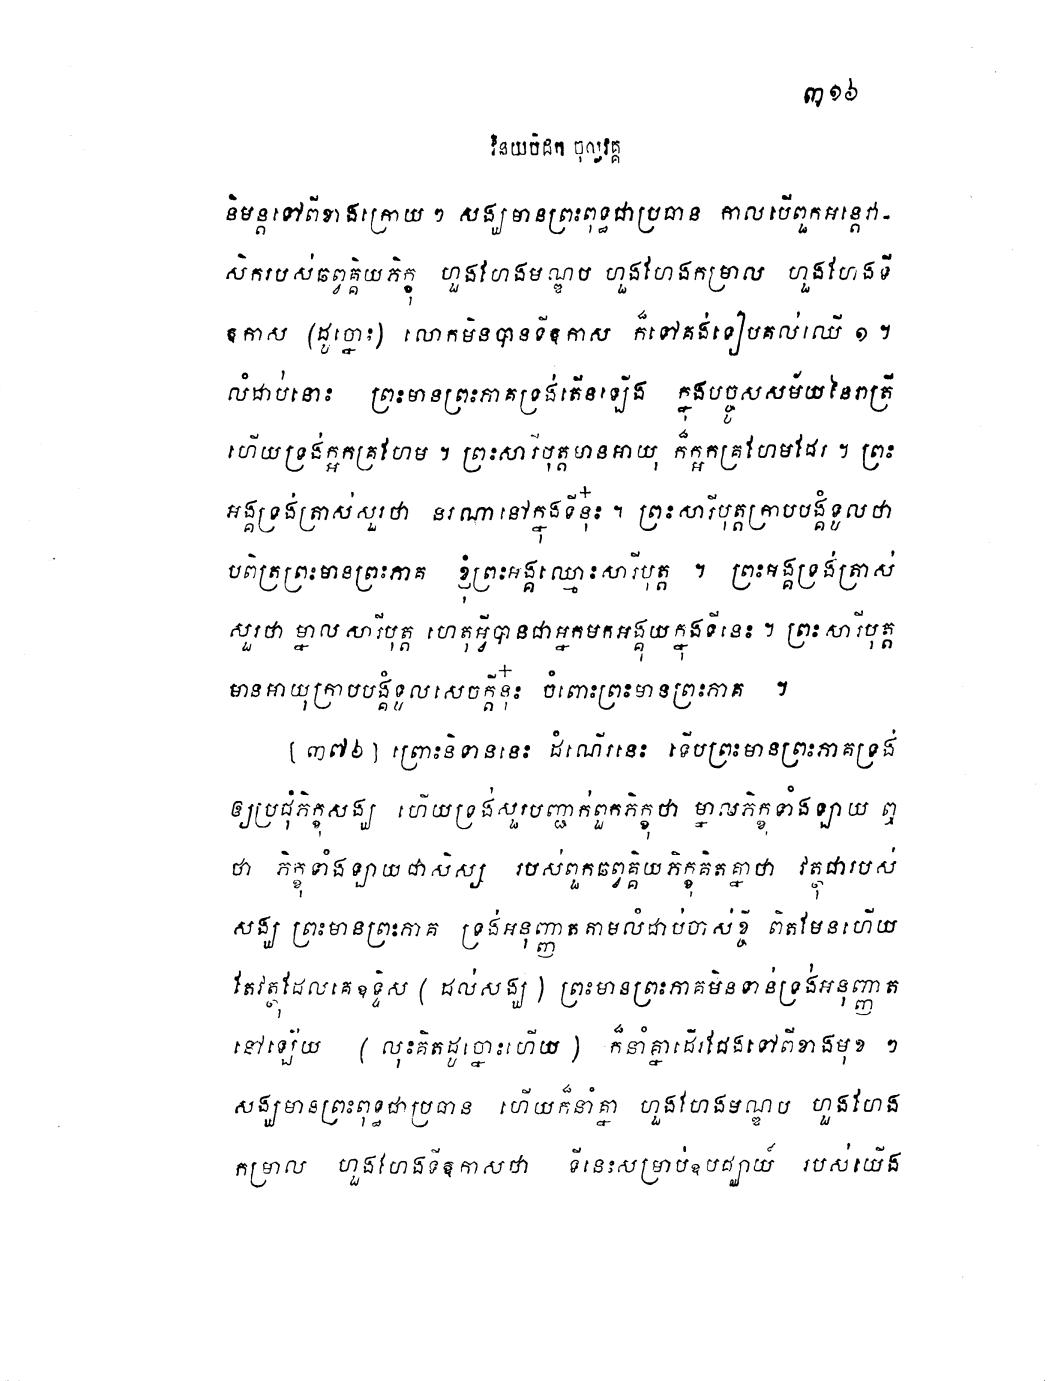 ៣១៦
វិនយបិដក ចុល្លវគ្គ
និមន្តទៅពីខាងក្រោយ ៗ សង្ឃមានព្រះពុទ្ធជាប្រធាន កាលបើពួកអន្តេវា-
សិករបស់ឆព្វគ្គិយភិក្ខុ ហួងហែងមណ្ឌប ហួងហែងកម្រាល ហួងហែងទី
ឱកាស (ដូច្នោះ) លោកមិនបានទីឱកាស ក៏ទៅគង់ទៀបគល់ឈើ ១ ។
លំដាប់នោះ ព្រះមានព្រះភាគទ្រង់តើនឡើង ក្នុងបច្ចូសសម័យនៃរាត្រី
ហើយទ្រង់ក្អកគ្រហែម ។ ព្រះសារីបុត្តមានអាយុ ក៏ក្អកគ្រហែមដែរ ។ ព្រះ
អង្គទ្រង់ត្រាស់សួរថា នរណានៅក្នុងទីនុ៎ះ ។ ព្រះសារីបុត្តក្រាបបង្គំទូលថា
បពិត្រព្រះមានព្រះភាគ ខ្ញុំព្រះអង្គឈ្មោះសារីបុត្ត ។ ព្រះអង្គទ្រង់ត្រាស់
សួរថា ម្នាលសារីបុត្ត ហេតុអ្វីបានជាអ្នកមកអង្គុយក្នុងទីនេះ ។ ព្រះសារីបុត្ត
មានអាយុក្រាបបង្គំទូលសេចក្តីនុ៎ះ ចំពោះព្រះមានព្រះភាគ ។
[៣៧៦] ព្រោះនិទាននេះ ដំណើរនេះ ទើបព្រះមានព្រះភាគទ្រង់
ឲ្យប្រជុំភិក្ខុសង្ឃ ហើយទ្រង់សួរបញ្ជាក់ពួកភិក្ខុថា ម្នាលភិក្ខុទាំងឡាយ ឮ
ថា ភិក្ខុទាំងឡាយជាសិស្ស របស់ពួកឆព្វគ្គិយភិក្ខុគិតគ្នាថា វត្ថុជារបស់
សង្ឃ ព្រះមានព្រះភាគ ទ្រង់អនុញ្ញាតតាមលំដាប់ចាស់ខ្ចី ពិតមែនហើយ
តែវត្ថុដែលគេឧទ្ទិស (ដល់សង្ឃ) ព្រះមានព្រះភាគមិនទាន់ទ្រង់អនុញ្ញាត
នៅឡើយ (លុះគិតដូច្នោះហើយ) ក៏នាំគ្នាដើរដែងទៅពីខាងមុខ ៗ
សង្ឃមានព្រះពុទ្ធជាប្រធាន ហើយក៏នាំគ្នា ហួងហែងមណ្ឌប ហួងហែង
កម្រាល ហួងហែងទីឱកាសថា ទីនេះសម្រាប់ឧបជ្ឈាយ៍ របស់យើង